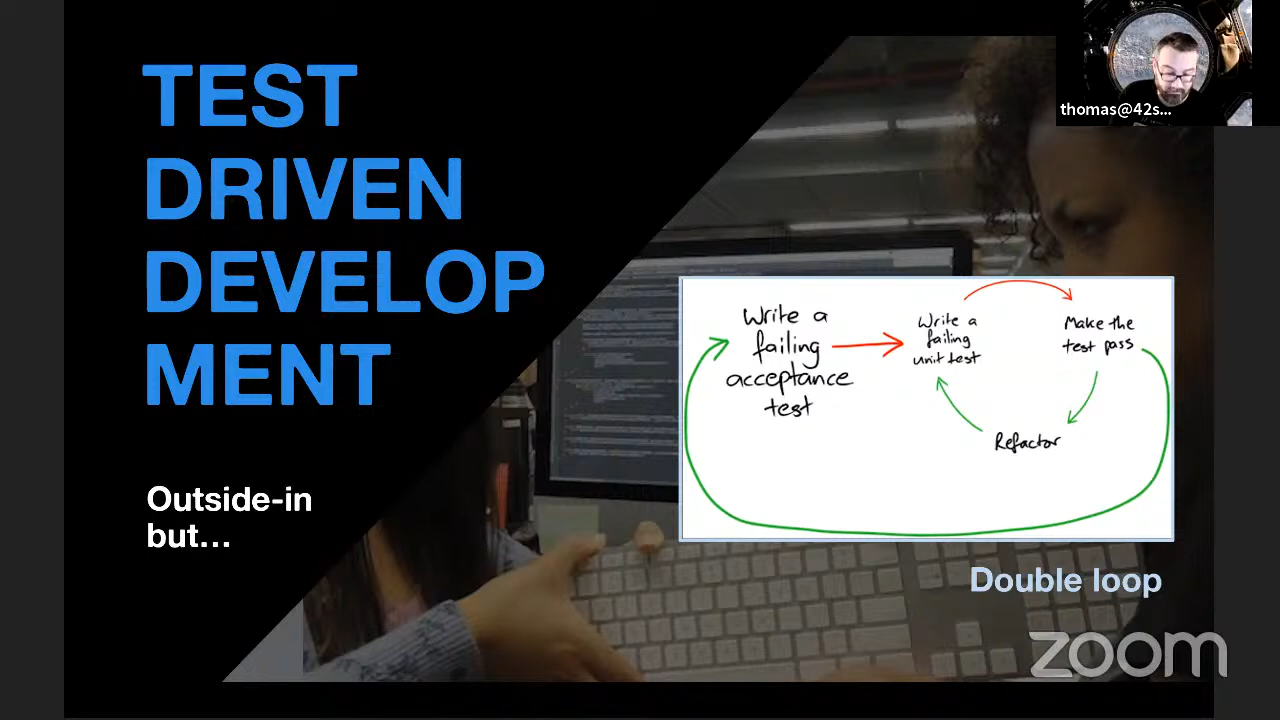 TEST
DRIVEN
DEVELOP
MENT
Outside-in
but...
thomas@42s...
Write a
failing
acceptance
test
Write a
failing
unit test
Make the
test pass
Refactor
Double loop
zoom